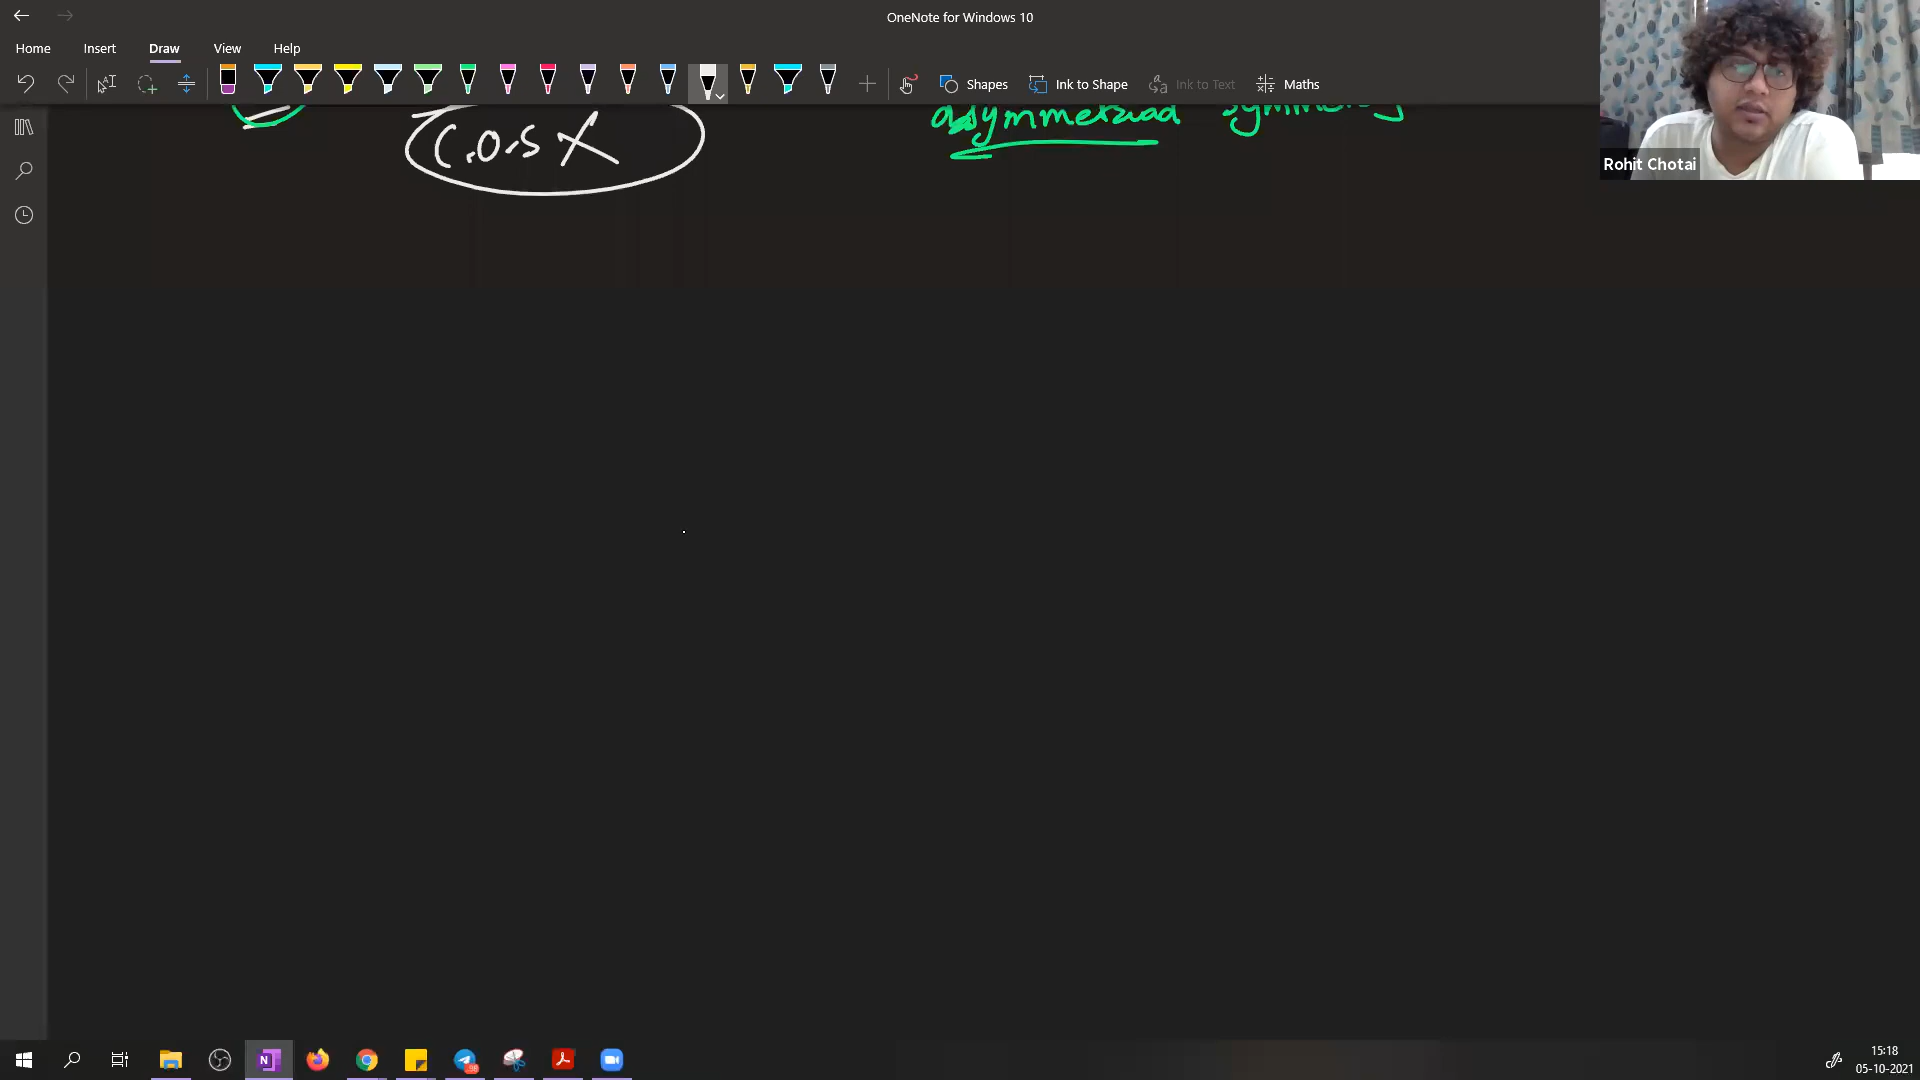 OneNote for Windows 10
Home Insert Draw View Help
Shapes Ink to Shape Ink to Text Maths
C.O.S X
asymmetrical
Rohit Chotai
15:18
05-10-2021